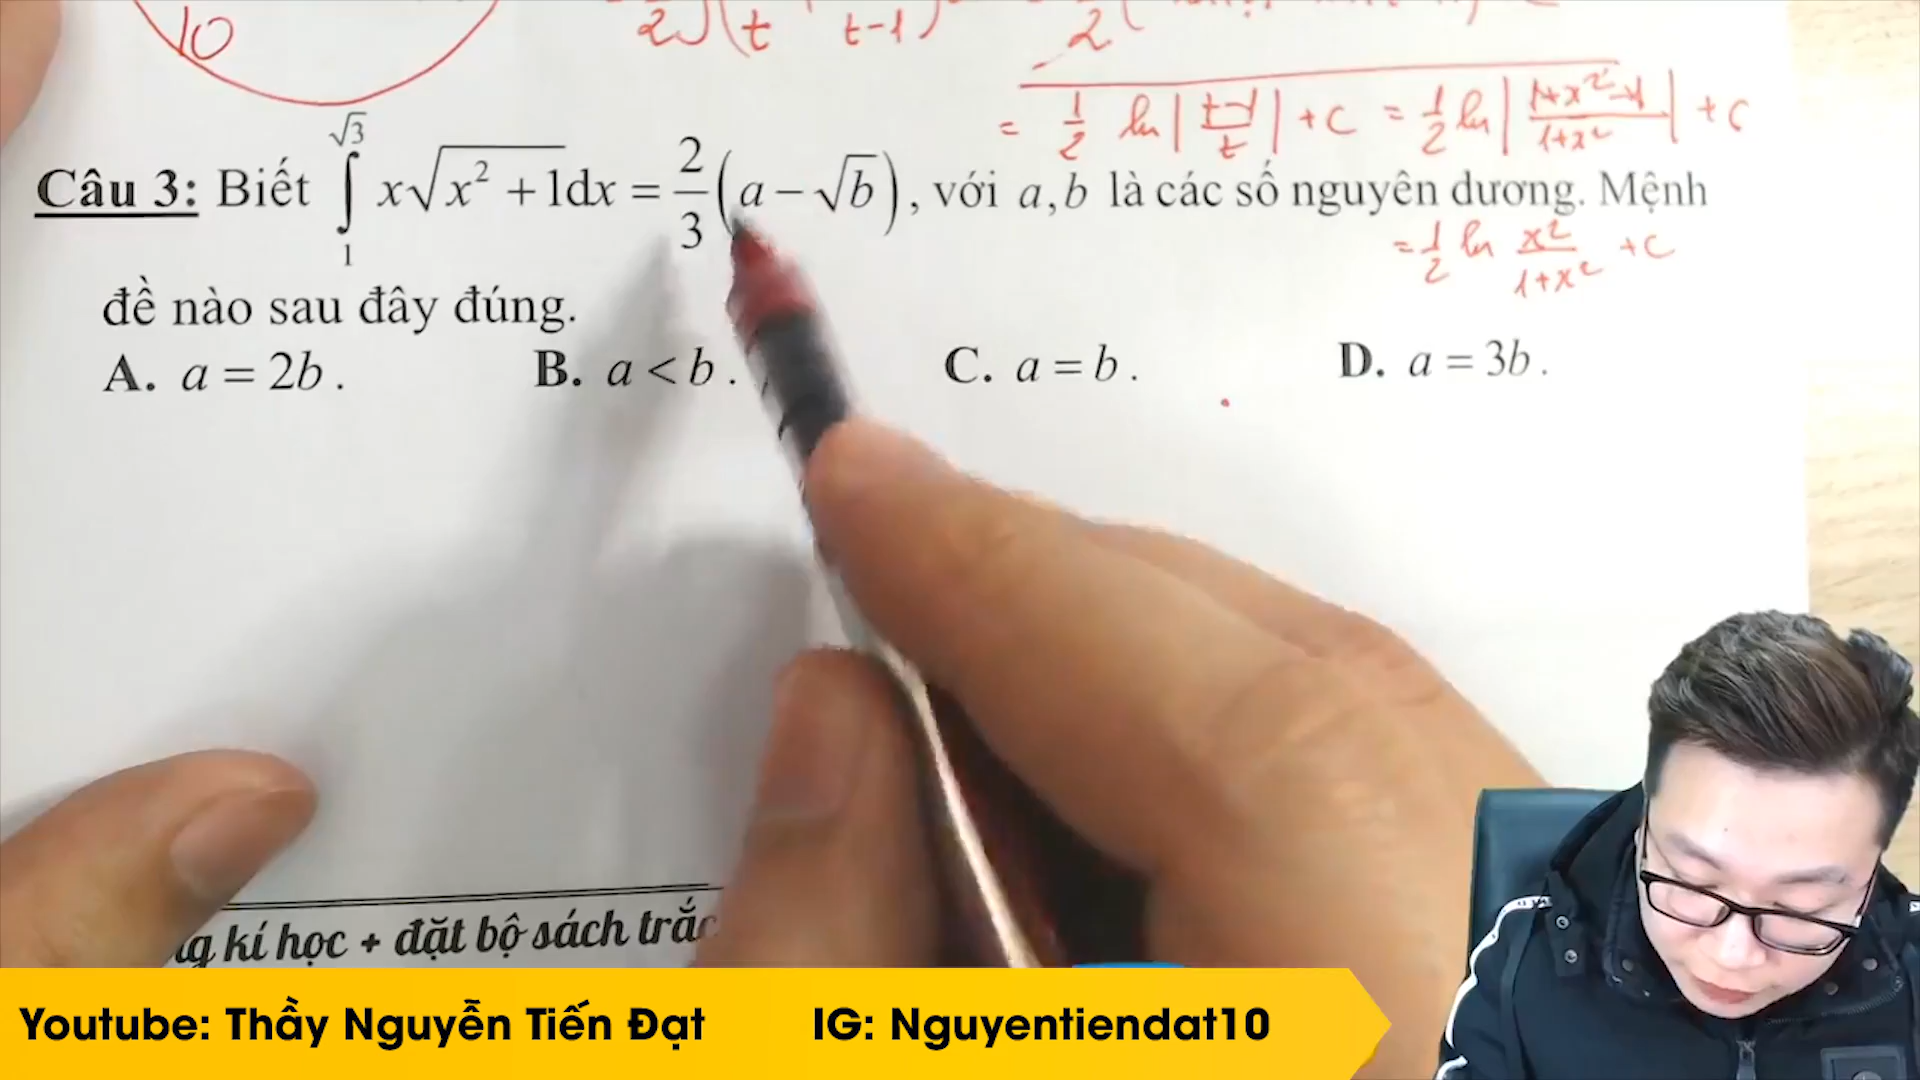 10
= 1/2 ln|t-1/t| + C = 1/2 ln|1+x²-1/1+x²| + C
Câu 3: Biết ∫₁^√3 x√(x² + 1)dx = 2/3(a − √b), với a, b là các số nguyên dương. Mệnh
= 1/2 ln x²/1+x² + C
đề nào sau đây đúng.
A. a = 2b . B. a < b . C. a = b . D. a = 3b .
kí học + đặt bộ sách trắc
Youtube: Thầy Nguyễn Tiến Đạt IG: Nguyentiendat10